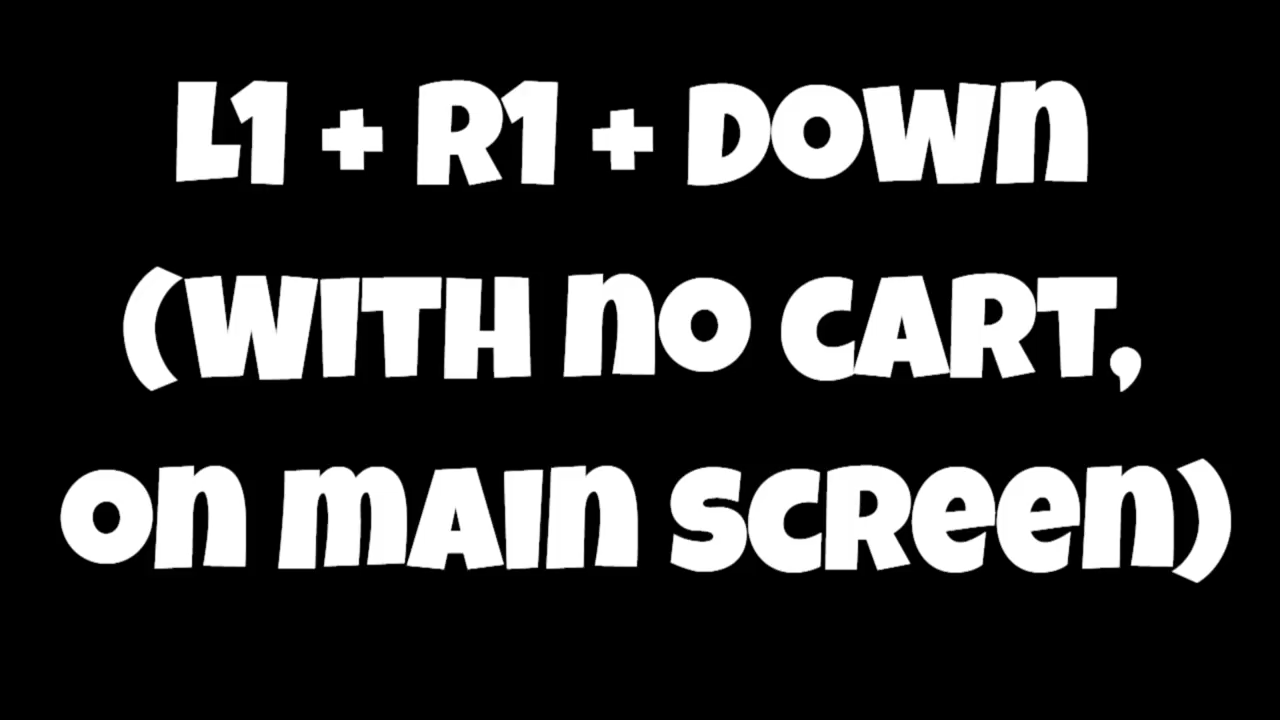 L1 + R1 + DOWN
(WITH NO CART,
ON MAIN SCREEN)